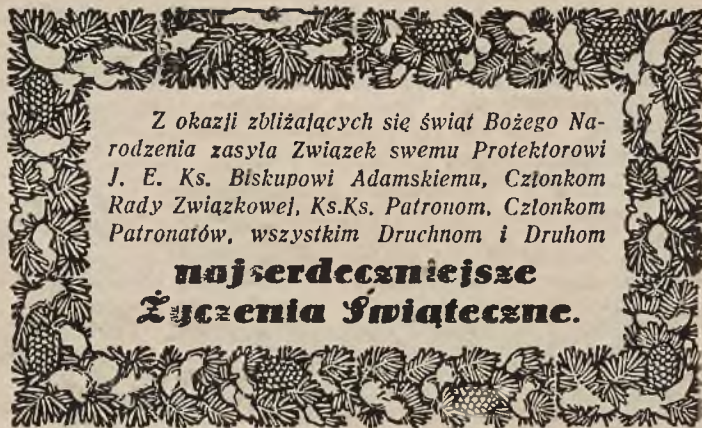 Z okazji zbliżających się świąt Bożego Na-
rodzenia zasyła Związek swemu Protektorowi
J. E. Ks. Biskupowi Adamskiemu, Członkom
Rady Związkowej, Ks.Ks. Patronom, Członkom
Patronatów, wszystkim Druchnom i Druhom
najserdeczniejsze
Życzenia Świąteczne.